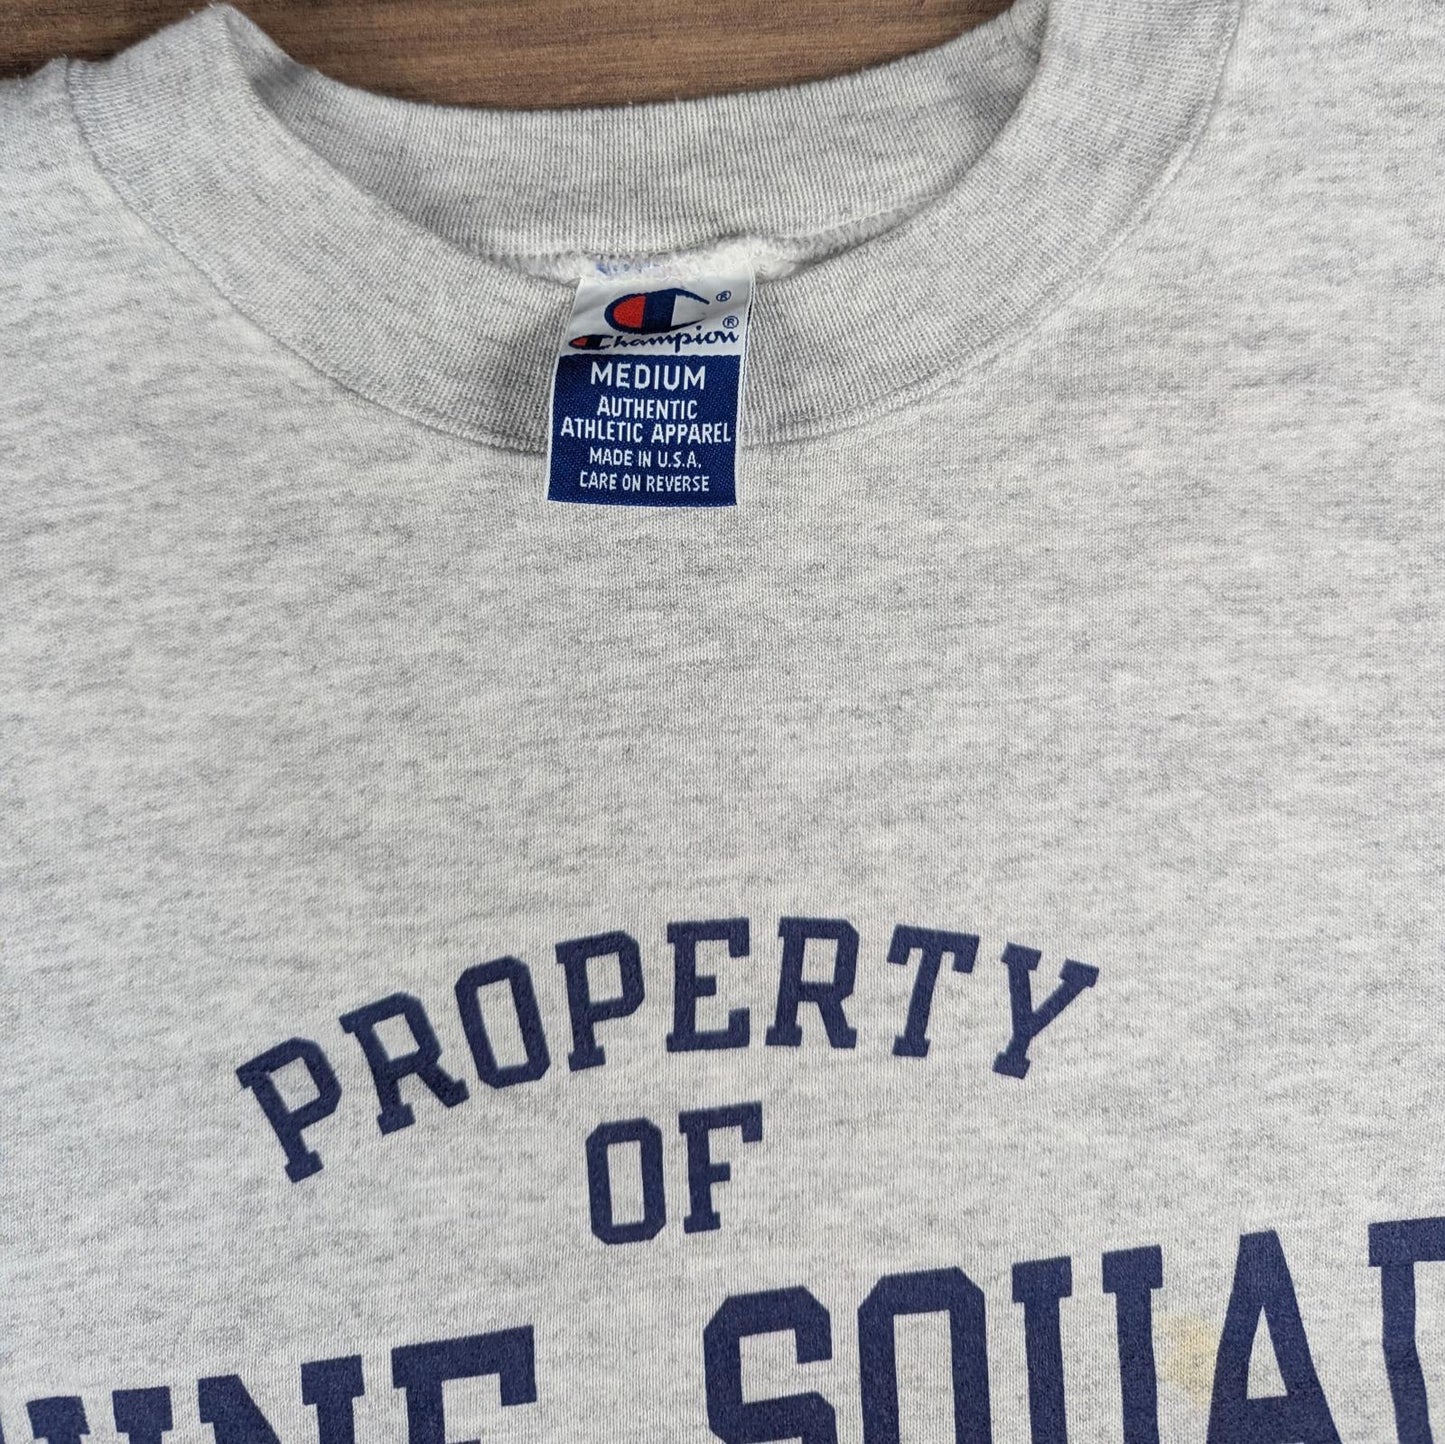 Champion
MEDIUM
AUTHENTIC
ATHLETIC APPAREL
MADE IN U.S.A.
CARE ON REVERSE
PROPERTY
OF